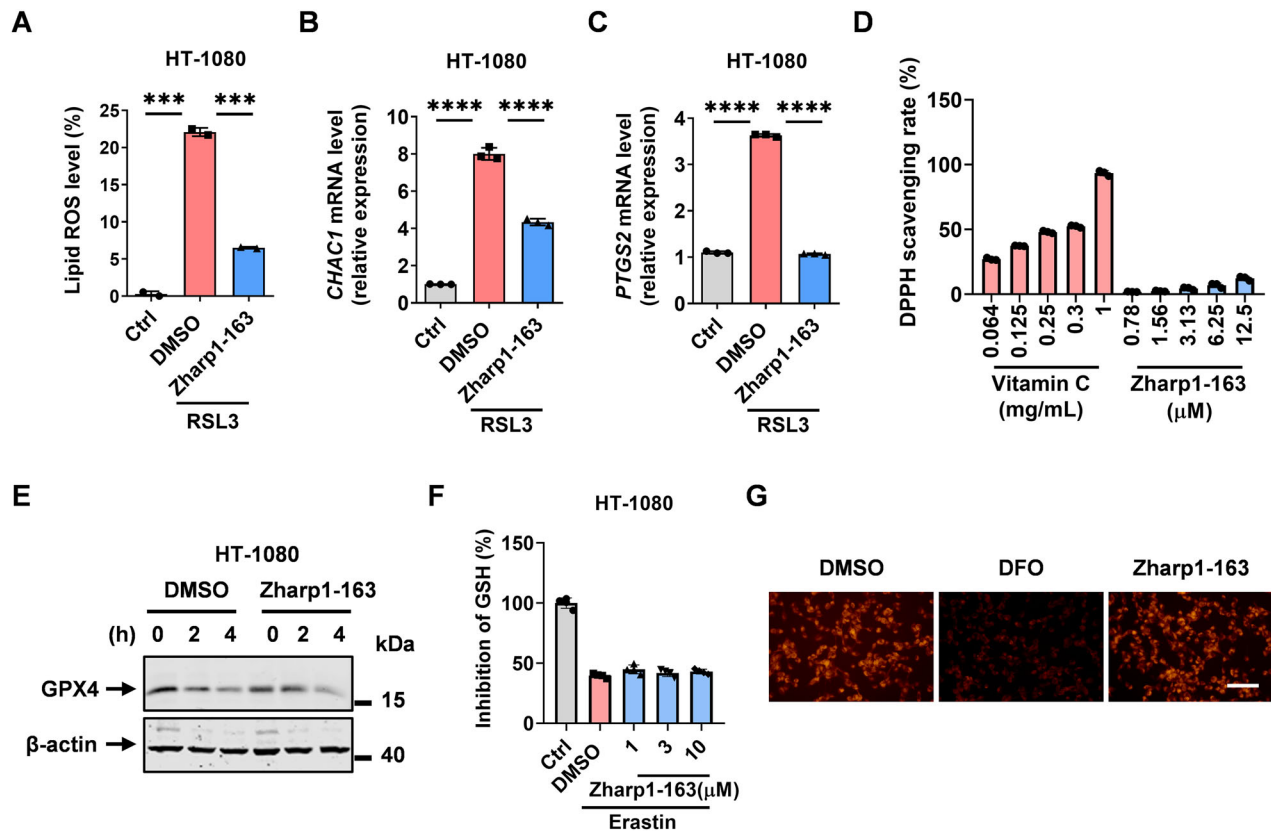 A
HT-1080
*** ***
Lipid ROS level (%)
25
20
15
10
5
0
Ctrl
DMSO
Zharp1-163
RSL3
B
HT-1080
**** ****
CHAC1 mRNA level
(relative expression)
10
8
6
4
2
0
Ctrl
DMSO
Zharp1-163
RSL3
C
HT-1080
**** ****
PTGS2 mRNA level
(relative expression)
4
3
2
1
0
Ctrl
DMSO
Zharp1-163
RSL3
D
DPPH scavenging rate (%)
150
100
50
0
0.064 0.125 0.25 0.3 1 0.78 1.56 3.13 6.25 12.5
Vitamin C Zharp1-163
(mg/mL) (μM)
E
HT-1080
DMSO Zharp1-163
(h) 0 2 4 0 2 4 kDa
GPX4 15
β-actin 40
F
HT-1080
Inhibition of GSH (%)
150
100
50
0
Ctrl
DMSO
1 3 10
Zharp1-163(μM)
Erastin
G
DMSO DFO Zharp1-163